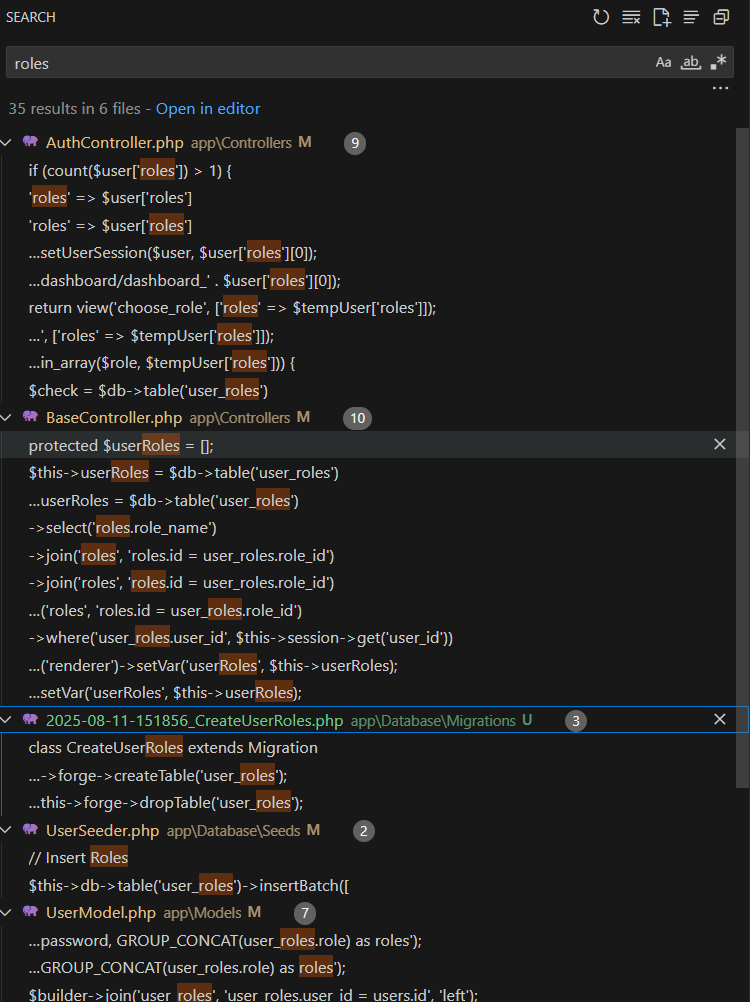 SEARCH
roles
Aa ab .*
...
35 results in 6 files - Open in editor
AuthController.php app\Controllers M 9
if (count($user['roles']) > 1) {
'roles' => $user['roles']
'roles' => $user['roles']
...setUserSession($user, $user['roles'][0]);
...dashboard/dashboard_' . $user['roles'][0]);
return view('choose_role', ['roles' => $tempUser['roles']]);
...', ['roles' => $tempUser['roles']]);
...in_array($role, $tempUser['roles'])) {
$check = $db->table('user_roles')
BaseController.php app\Controllers M 10
protected $userRoles = [];
$this->userRoles = $db->table('user_roles')
...userRoles = $db->table('user_roles')
->select('roles.role_name')
->join('roles', 'roles.id = user_roles.role_id')
->join('roles', 'roles.id = user_roles.role_id')
...('roles', 'roles.id = user_roles.role_id')
->where('user_roles.user_id', $this->session->get('user_id'))
...('renderer')->setVar('userRoles', $this->userRoles);
...setVar('userRoles', $this->userRoles);
2025-08-11-151856_CreateUserRoles.php app\Database\Migrations U 3
class CreateUserRoles extends Migration
...->forge->createTable('user_roles');
...this->forge->dropTable('user_roles');
UserSeeder.php app\Database\Seeds M 2
// Insert Roles
$this->db->table('user_roles')->insertBatch([
UserModel.php app\Models M 7
...password, GROUP_CONCAT(user_roles.role) as roles');
...GROUP_CONCAT(user_roles.role) as roles');
$builder->join('user_roles', 'user_roles.user_id = users.id', 'left');